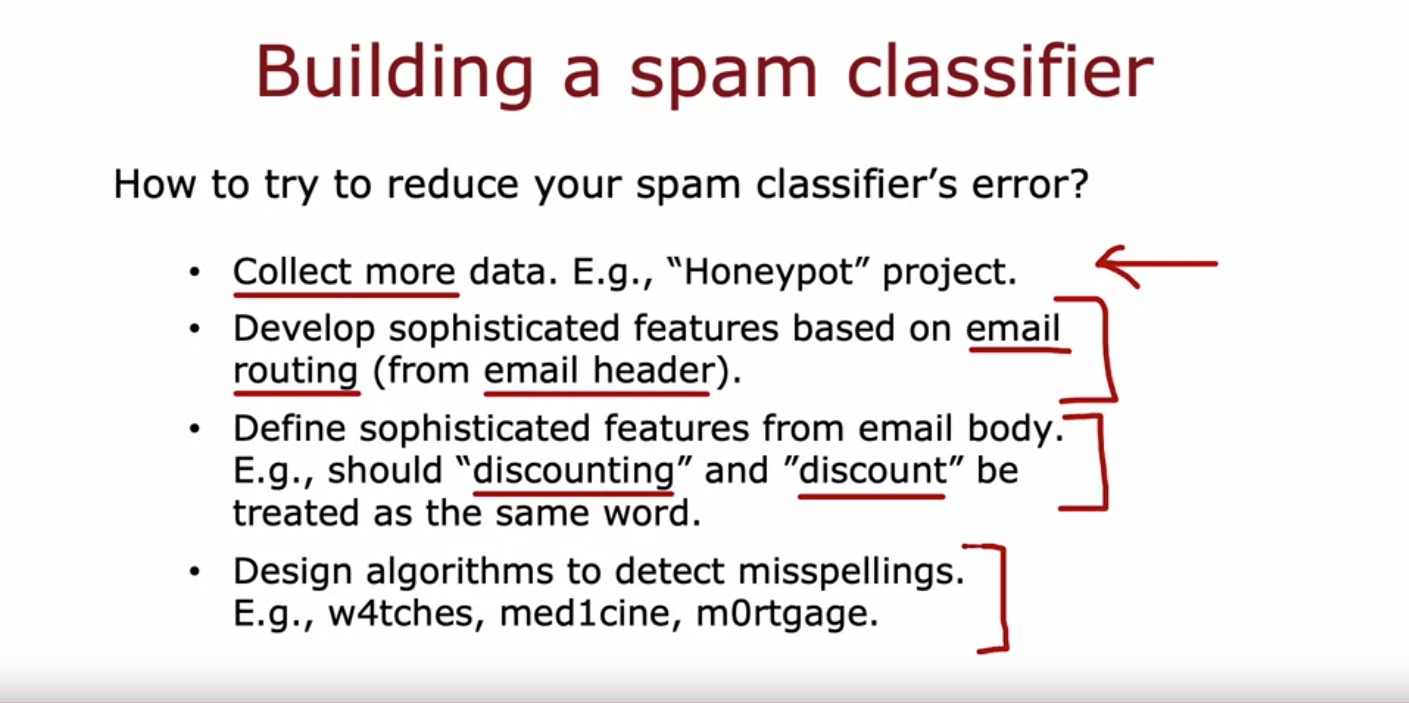 Building a spam classifier
How to try to reduce your spam classifier’s error?
• Collect more data. E.g., “Honeypot” project.
• Develop sophisticated features based on email
routing (from email header).
• Define sophisticated features from email body.
E.g., should “discounting” and ”discount” be
treated as the same word.
• Design algorithms to detect misspellings.
E.g., w4tches, med1cine, m0rtgage.